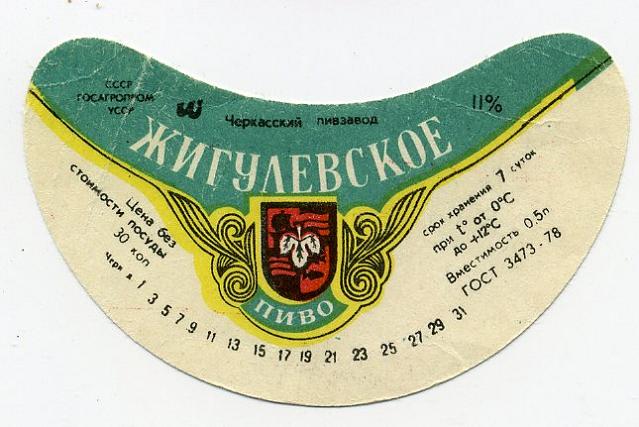 СССР
ГОСАГРОПРОМ
УССР
Черкасский пивзавод
11%
ЖИГУЛЕВСКОЕ
ПИВО
Цена без
стоимости посуды
30 коп
срок хранения 7 суток
при t° от 0°С
до +12°С
Вместимость 0,5л
ГОСТ 3473-78
1 3 5 7 9 11 13 15 17 19 21 23 25 27 29 31